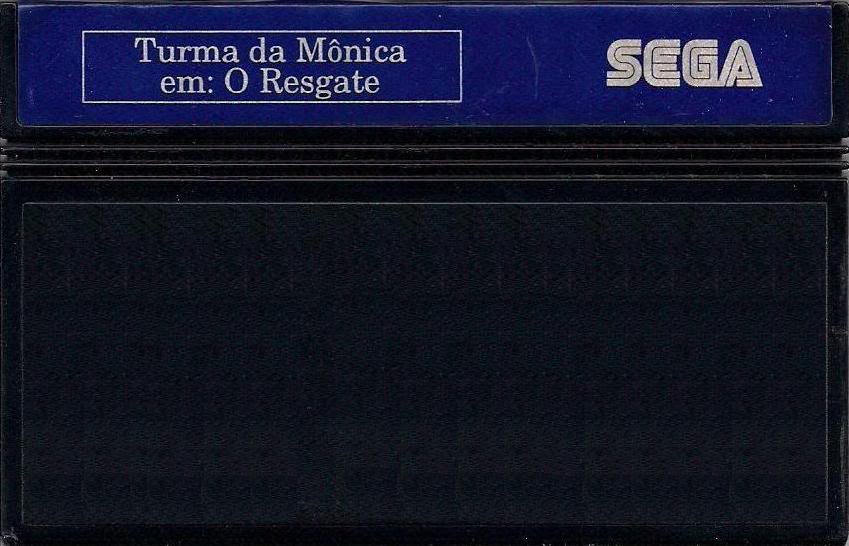 Turma da Mônica
em: O Resgate
SEGA